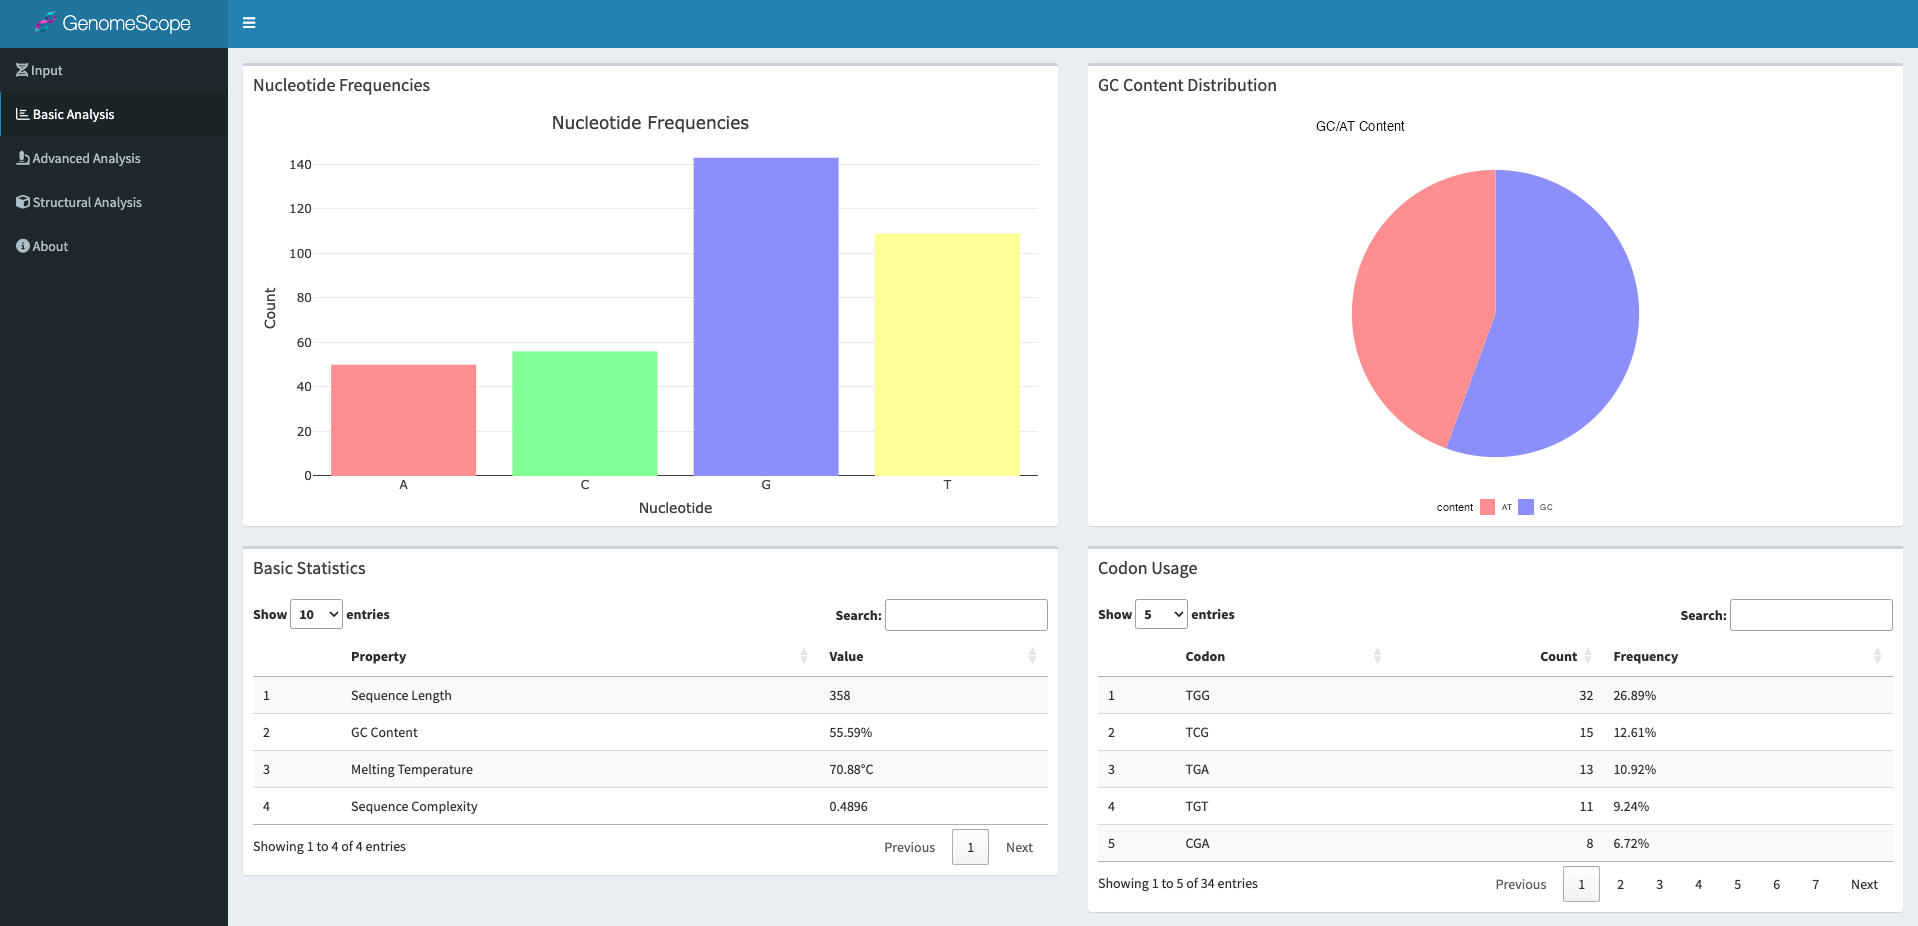 GenomeScope
Input
Basic Analysis
Advanced Analysis
Structural Analysis
About
Nucleotide Frequencies
Nucleotide Frequencies
140
120
100
80
60
40
20
0
Count
A C G T
Nucleotide
GC Content Distribution
GC/AT Content
content AT GC
Basic Statistics
Show 10 entries Search:
Property Value
1 Sequence Length 358
2 GC Content 55.59%
3 Melting Temperature 70.88°C
4 Sequence Complexity 0.4896
Showing 1 to 4 of 4 entries Previous 1 Next
Codon Usage
Show 5 entries Search:
Codon Count Frequency
1 TGG 32 26.89%
2 TCG 15 12.61%
3 TGA 13 10.92%
4 TGT 11 9.24%
5 CGA 8 6.72%
Showing 1 to 5 of 34 entries Previous 1 2 3 4 5 6 7 Next